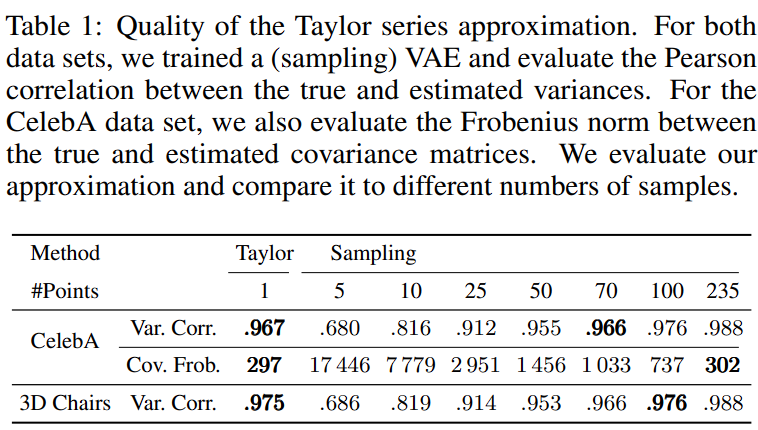 Table 1: Quality of the Taylor series approximation. For both
data sets, we trained a (sampling) VAE and evaluate the Pearson
correlation between the true and estimated variances. For the
CelebA data set, we also evaluate the Frobenius norm between
the true and estimated covariance matrices. We evaluate our
approximation and compare it to different numbers of samples.
Method Taylor Sampling
#Points 1 5 10 25 50 70 100 235
CelebA Var. Corr. .967 .680 .816 .912 .955 .966 .976 .988
Cov. Frob. 297 17 446 7 779 2 951 1 456 1 033 737 302
3D Chairs Var. Corr. .975 .686 .819 .914 .953 .966 .976 .988